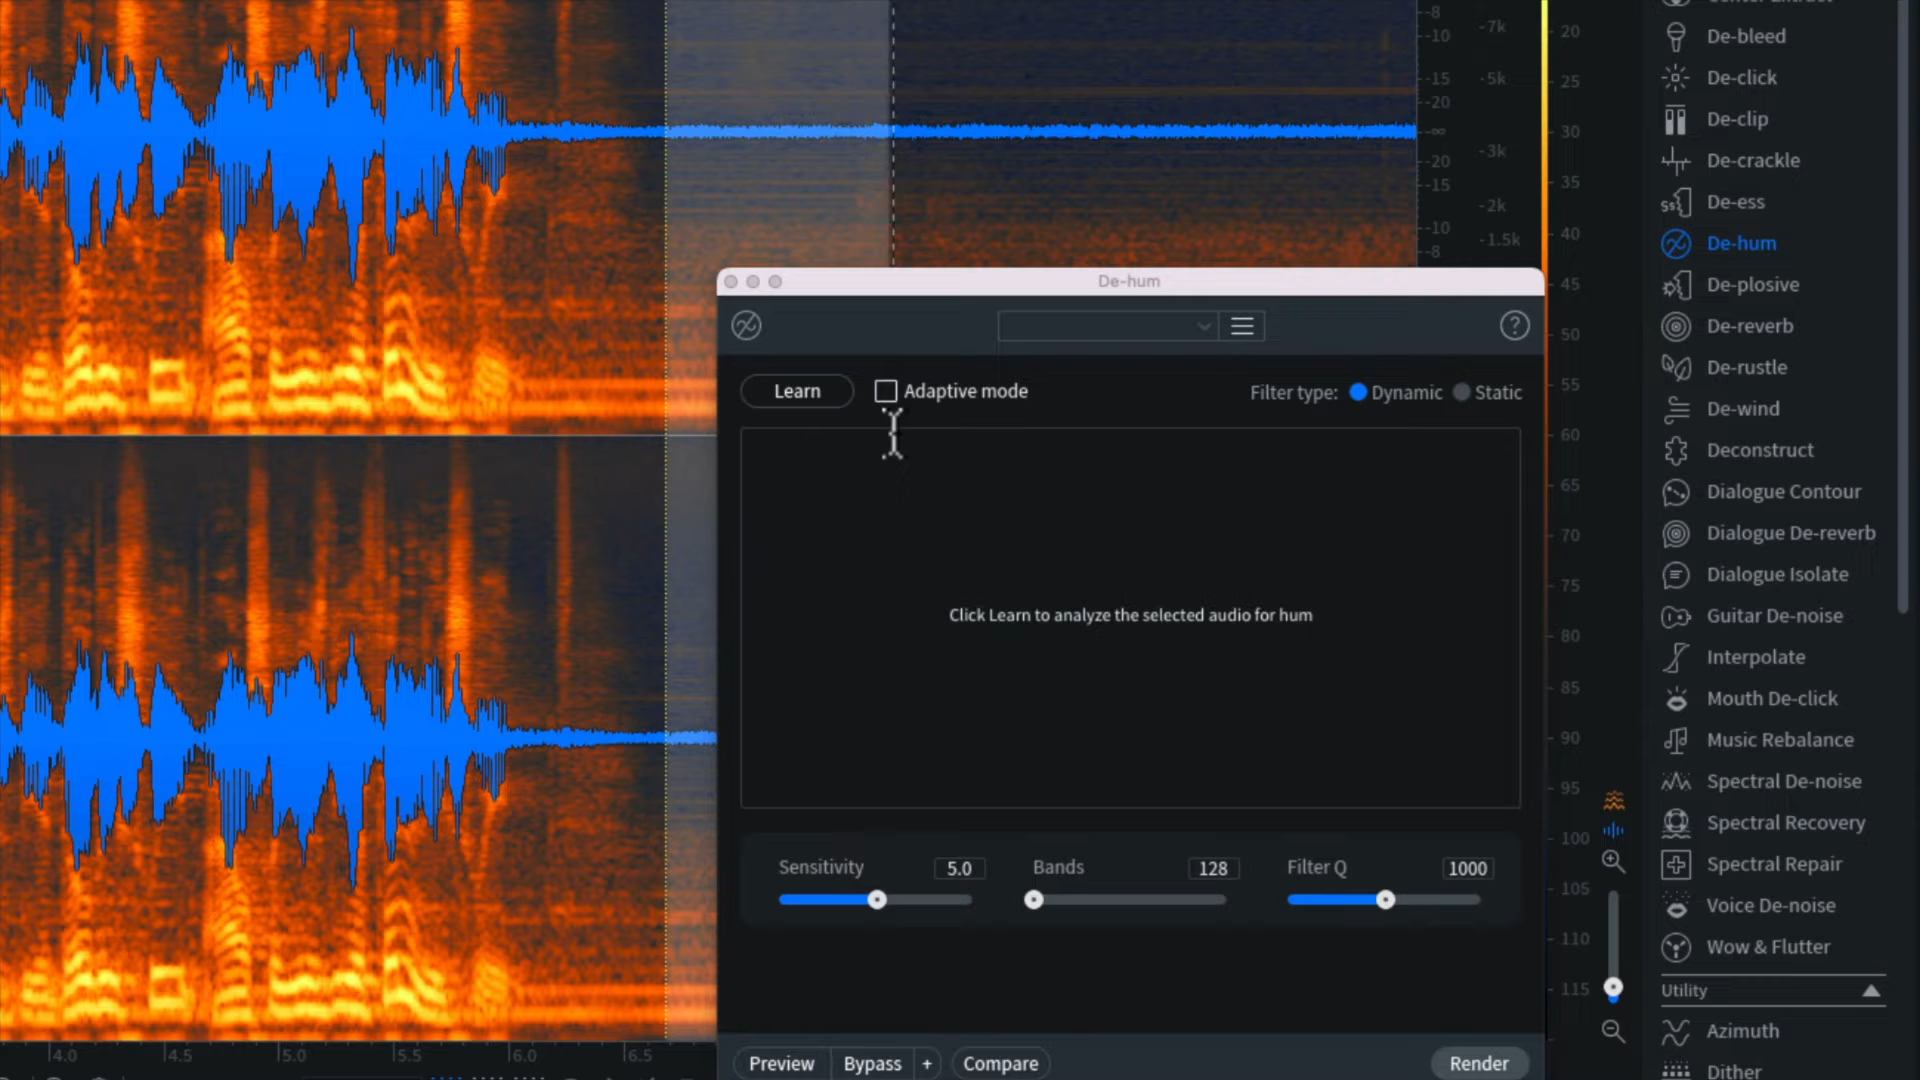 -8
-10
-15
-20
-∞
-20
-15
-10
-8
-7k
-5k
-3k
-2k
-1.5k
20
25
30
35
40
45
50
55
60
65
70
75
80
85
90
95
100
105
110
115
De-hum
Learn
Adaptive mode
Filter type:
Dynamic
Static
Click Learn to analyze the selected audio for hum
Sensitivity
5.0
Bands
128
Filter Q
1000
Preview
Bypass
+
Compare
Render
4.0
4.5
5.0
5.5
6.0
6.5
De-bleed
De-click
De-clip
De-crackle
De-ess
De-hum
De-plosive
De-reverb
De-rustle
De-wind
Deconstruct
Dialogue Contour
Dialogue De-reverb
Dialogue Isolate
Guitar De-noise
Interpolate
Mouth De-click
Music Rebalance
Spectral De-noise
Spectral Recovery
Spectral Repair
Voice De-noise
Wow & Flutter
Utility
Azimuth
Dither